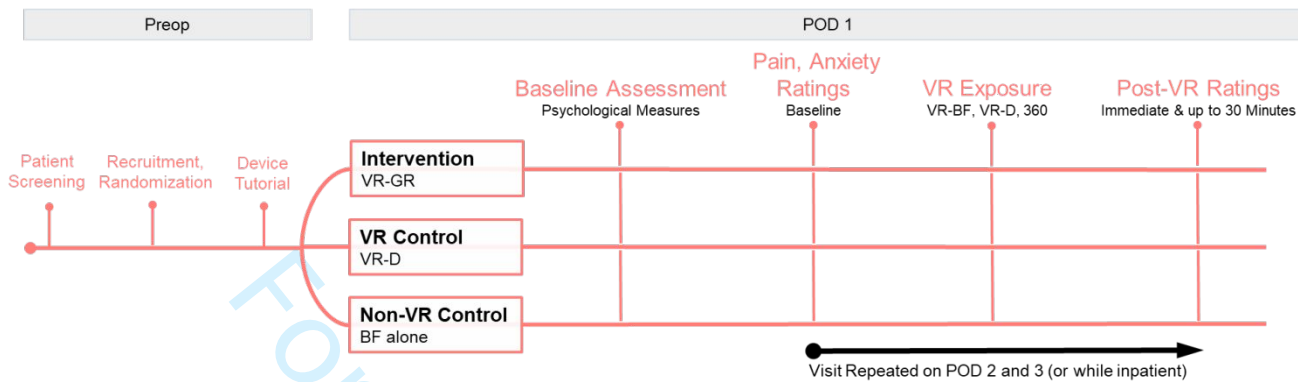 Preop
POD 1
Patient
Screening
Recruitment,
Randomization
Device
Tutorial
Intervention
VR-GR
VR Control
VR-D
Non-VR Control
BF alone
Baseline Assessment
Psychological Measures
Pain, Anxiety
Ratings
Baseline
VR Exposure
VR-BF, VR-D, 360
Post-VR Ratings
Immediate & up to 30 Minutes
Visit Repeated on POD 2 and 3 (or while inpatient)
For